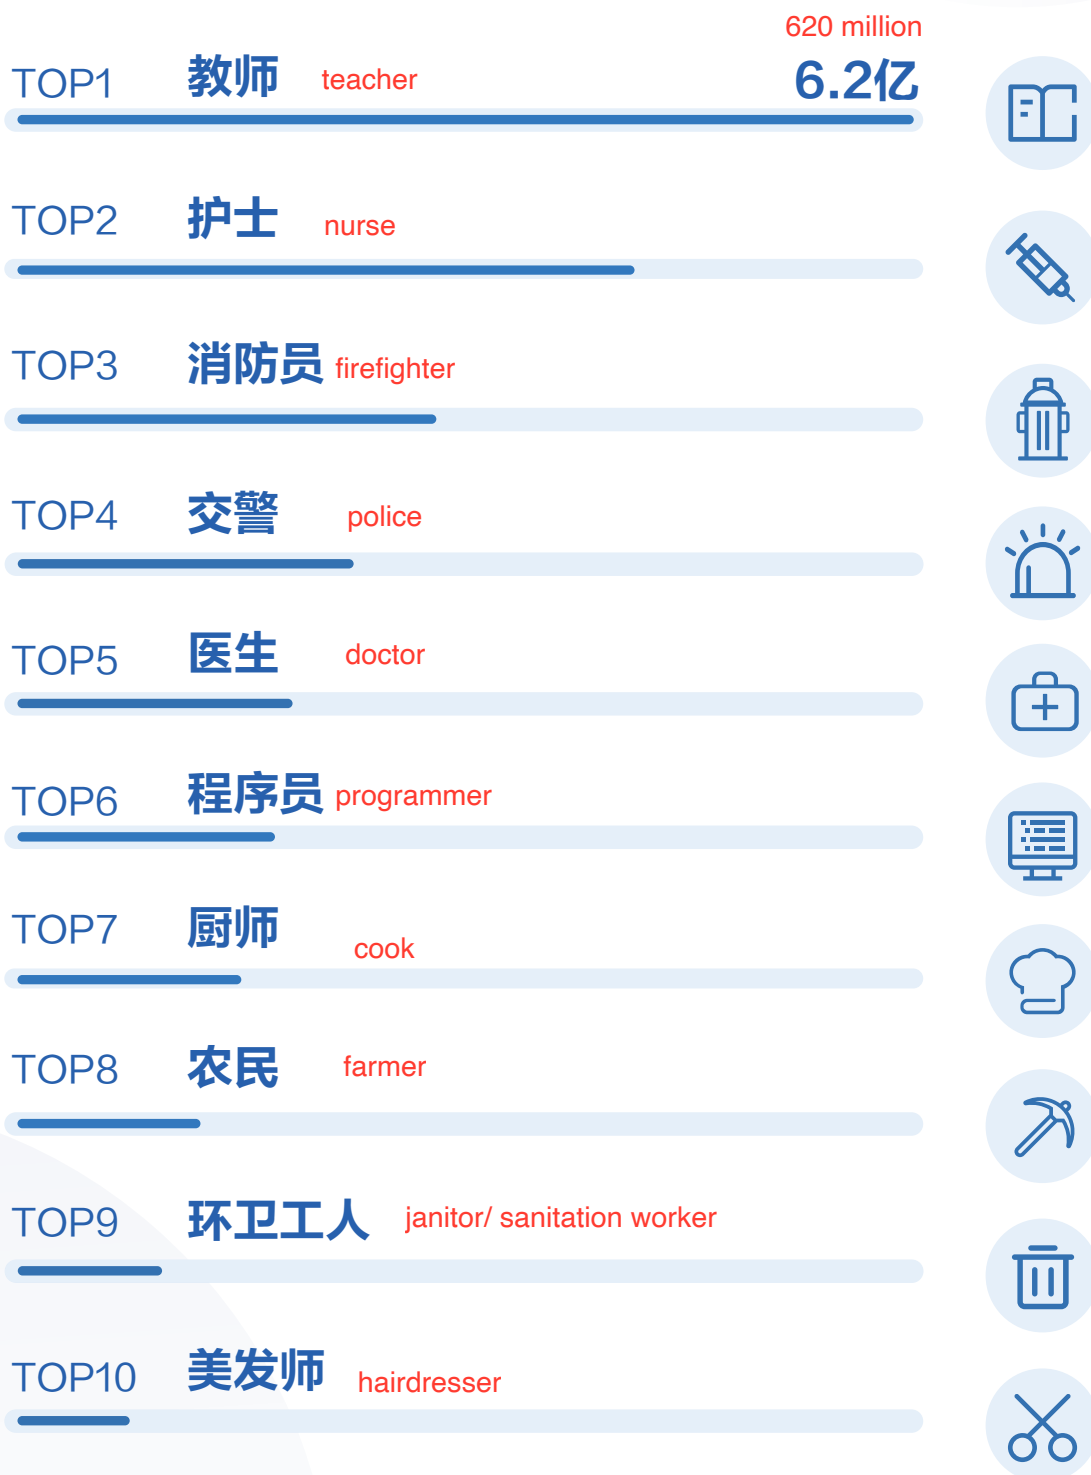 620 million
TOP1 教师 teacher 6.2亿
TOP2 护士 nurse
TOP3 消防员 firefighter
TOP4 交警 police
TOP5 医生 doctor
TOP6 程序员 programmer
TOP7 厨师 cook
TOP8 农民 farmer
TOP9 环卫工人 janitor/ sanitation worker
TOP10 美发师 hairdresser